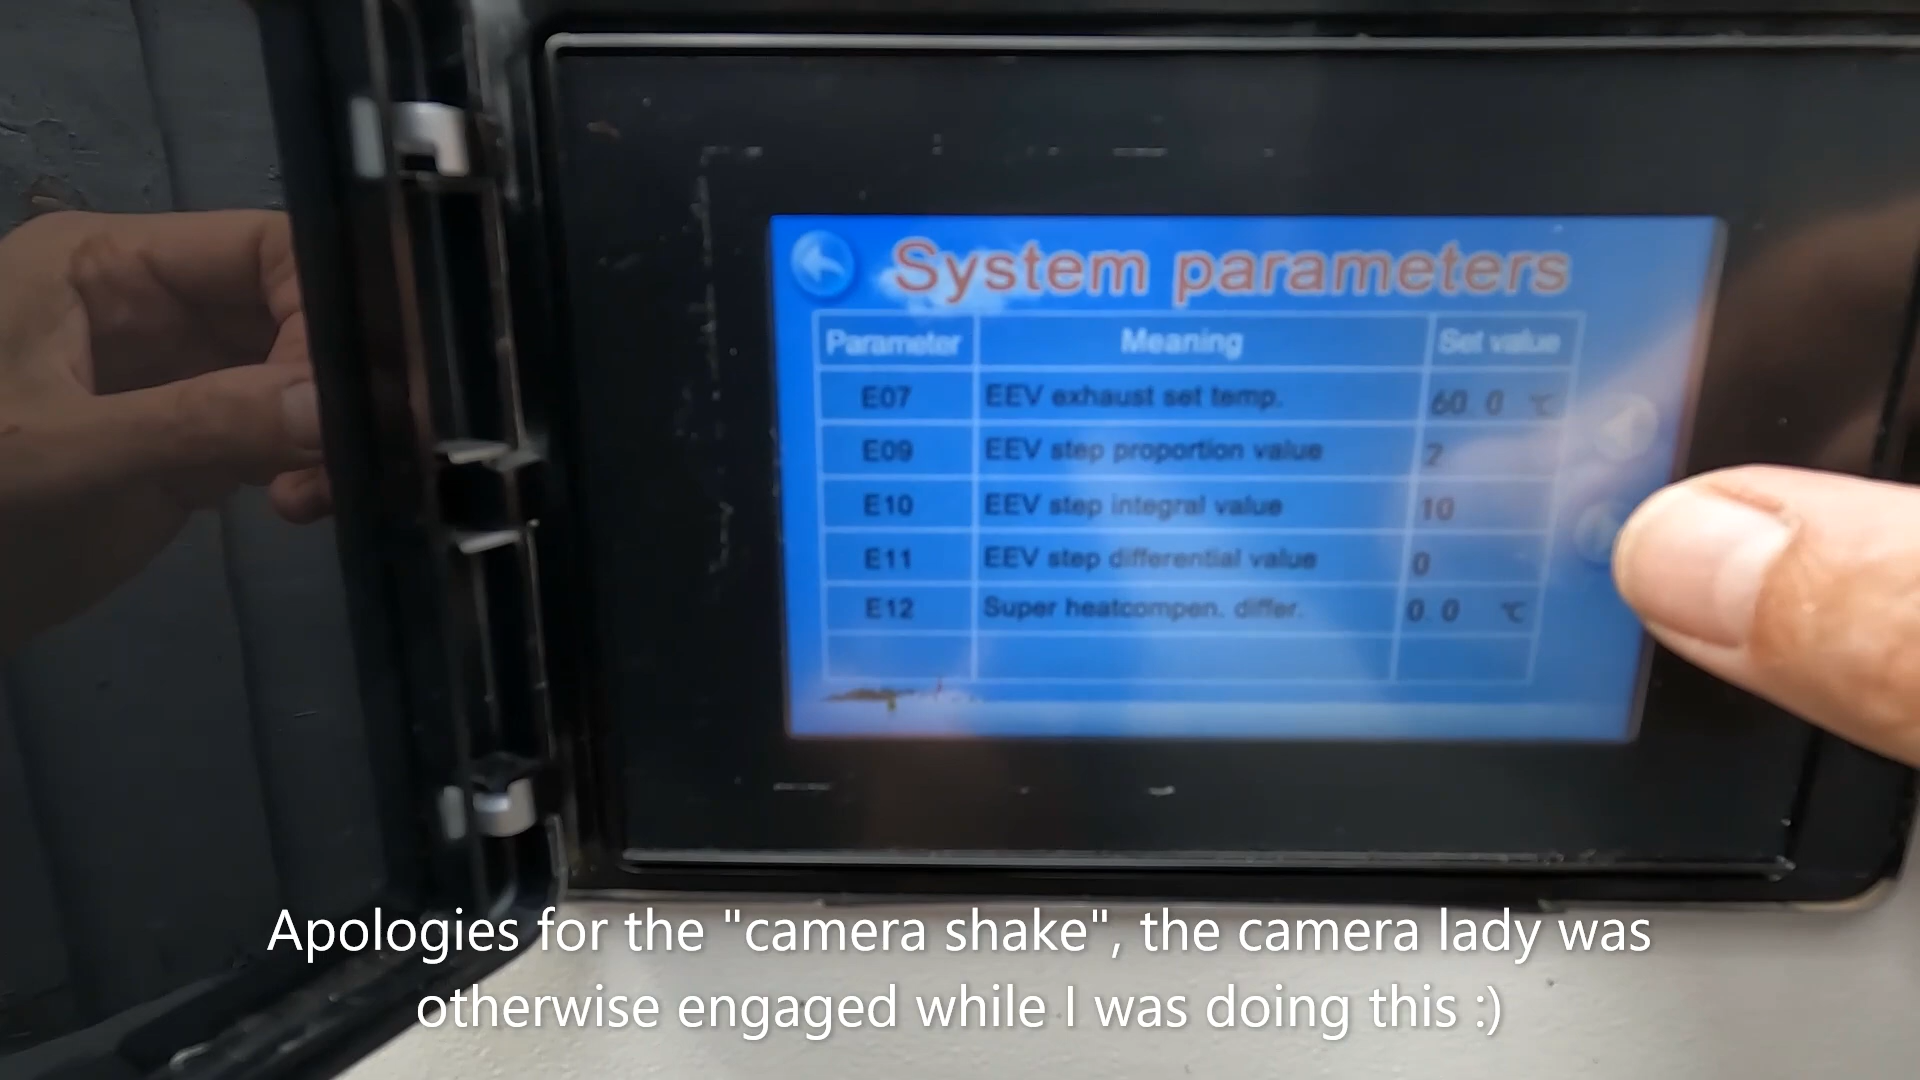 System parameters
Parameter Meaning Set value
E07 EEV exhaust set temp. 60.0 ℃
E09 EEV step proportion value 2
E10 EEV step integral value 10
E11 EEV step differential value 0
E12 Super heatcompen. differ. 0.0 ℃
Apologies for the "camera shake", the camera lady was
otherwise engaged while I was doing this :)